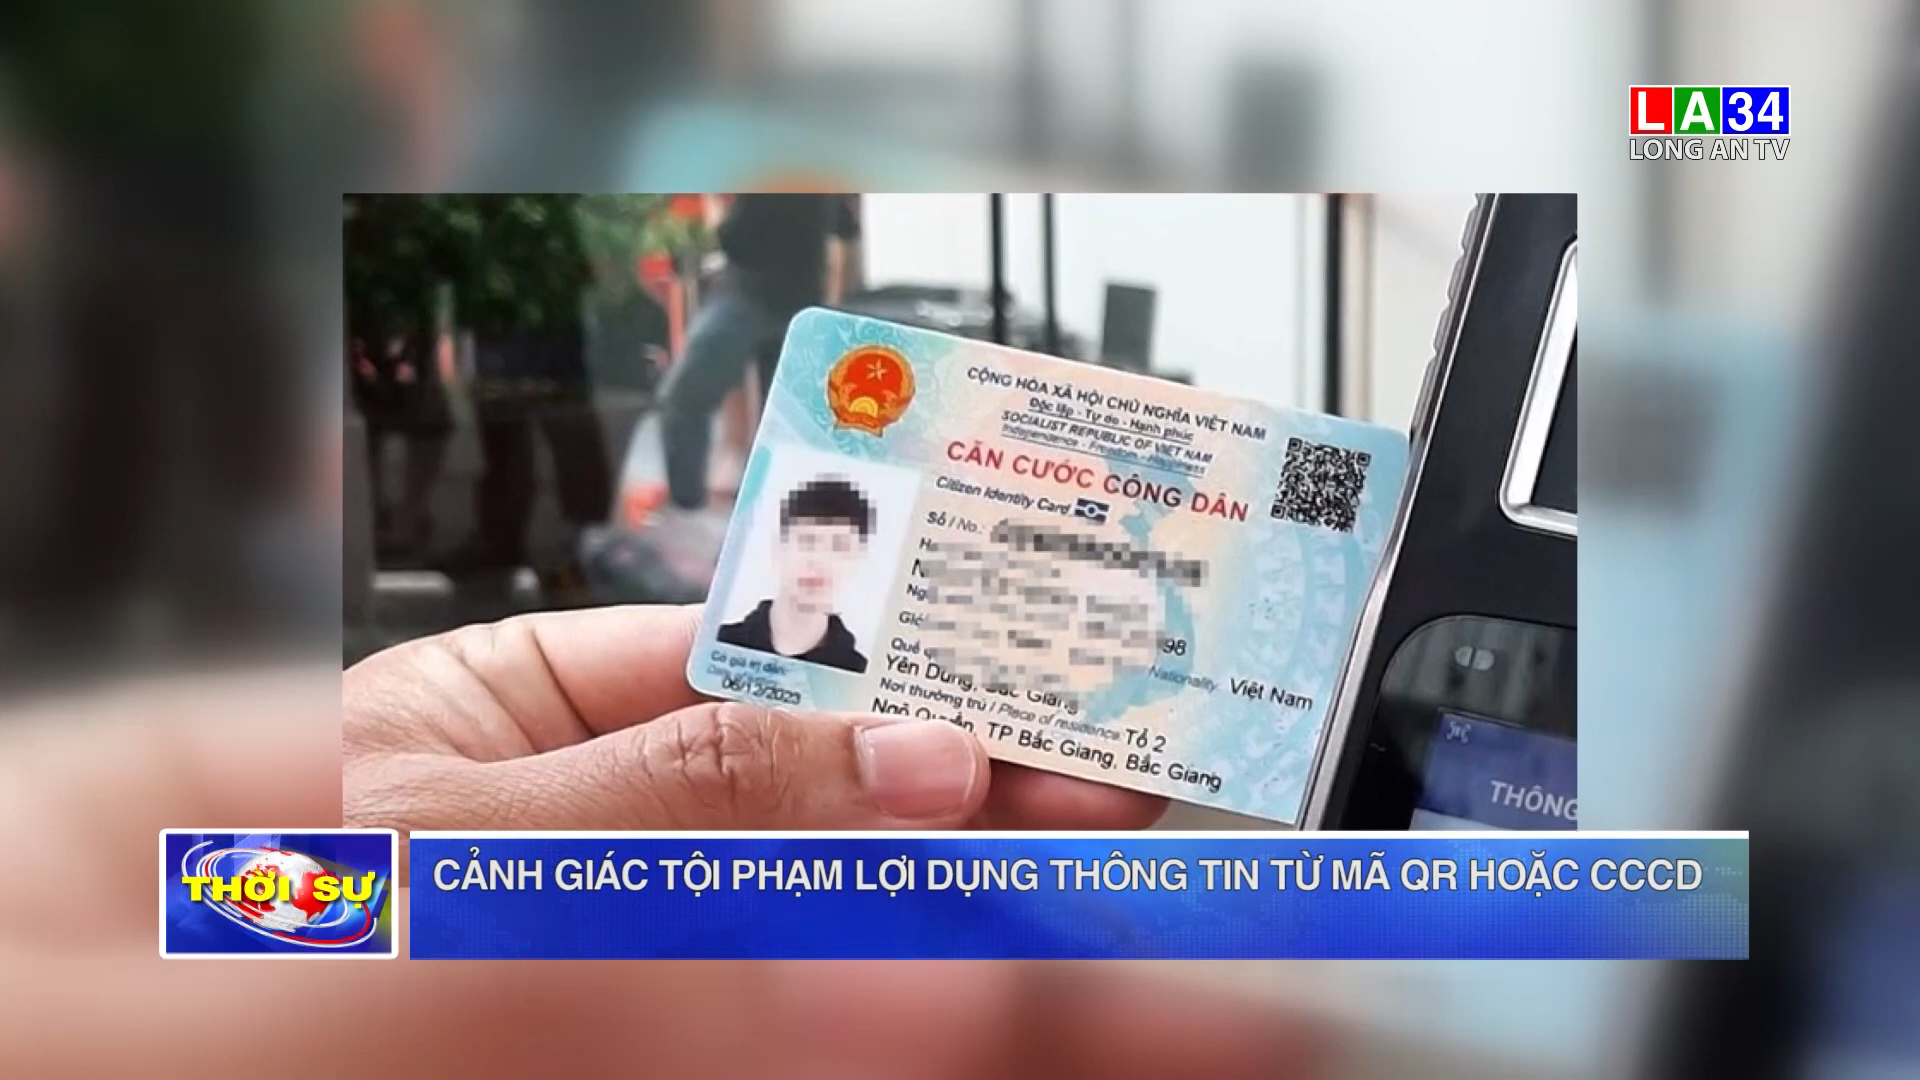 LA34
LONG AN TV
CỘNG HÒA XÃ HỘI CHỦ NGHĨA VIỆT NAM
Độc lập - Tự do - Hạnh phúc
SOCIALIST REPUBLIC OF VIET NAM
Independence - Freedom - Happiness
CĂN CƯỚC CÔNG DÂN
Citizen Identity Card
Số / No.:
98
Nationality Việt Nam
Quê
Yên Dũng, Bắc Giang
Có giá trị đến:
06/12/2023
Nơi thường trú / Place of residence Tổ 2
Ngô Quyền, TP Bắc Giang, Bắc Giang
THÔNG
THỜI SỰ
CẢNH GIÁC TỘI PHẠM LỢI DỤNG THÔNG TIN TỪ MÃ QR HOẶC CCCD